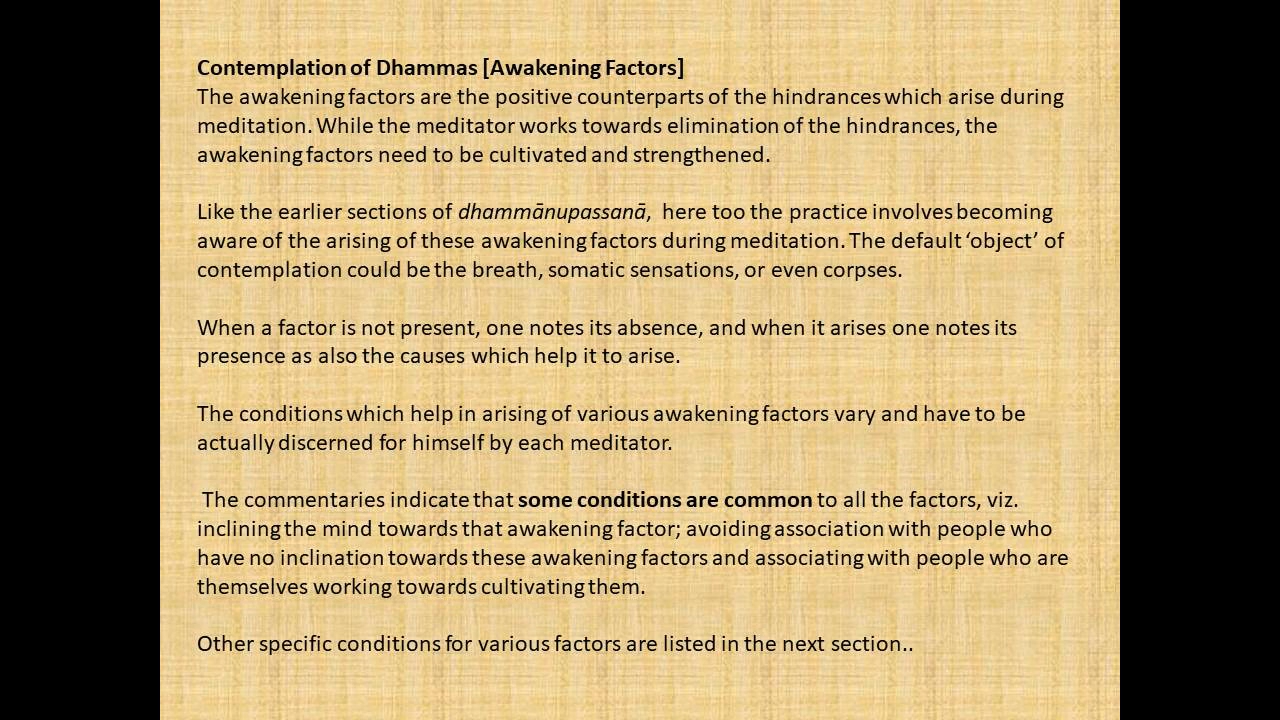 Contemplation of Dhammas [Awakening Factors]
The awakening factors are the positive counterparts of the hindrances which arise during
meditation. While the meditator works towards elimination of the hindrances, the
awakening factors need to be cultivated and strengthened.
Like the earlier sections of dhammānupassanā,  here too the practice involves becoming
aware of the arising of these awakening factors during meditation. The default ‘object’ of
contemplation could be the breath, somatic sensations, or even corpses.
When a factor is not present, one notes its absence, and when it arises one notes its
presence as also the causes which help it to arise.
The conditions which help in arising of various awakening factors vary and have to be
actually discerned for himself by each meditator.
The commentaries indicate that some conditions are common to all the factors, viz.
inclining the mind towards that awakening factor; avoiding association with people who
have no inclination towards these awakening factors and associating with people who are
themselves working towards cultivating them.
Other specific conditions for various factors are listed in the next section..